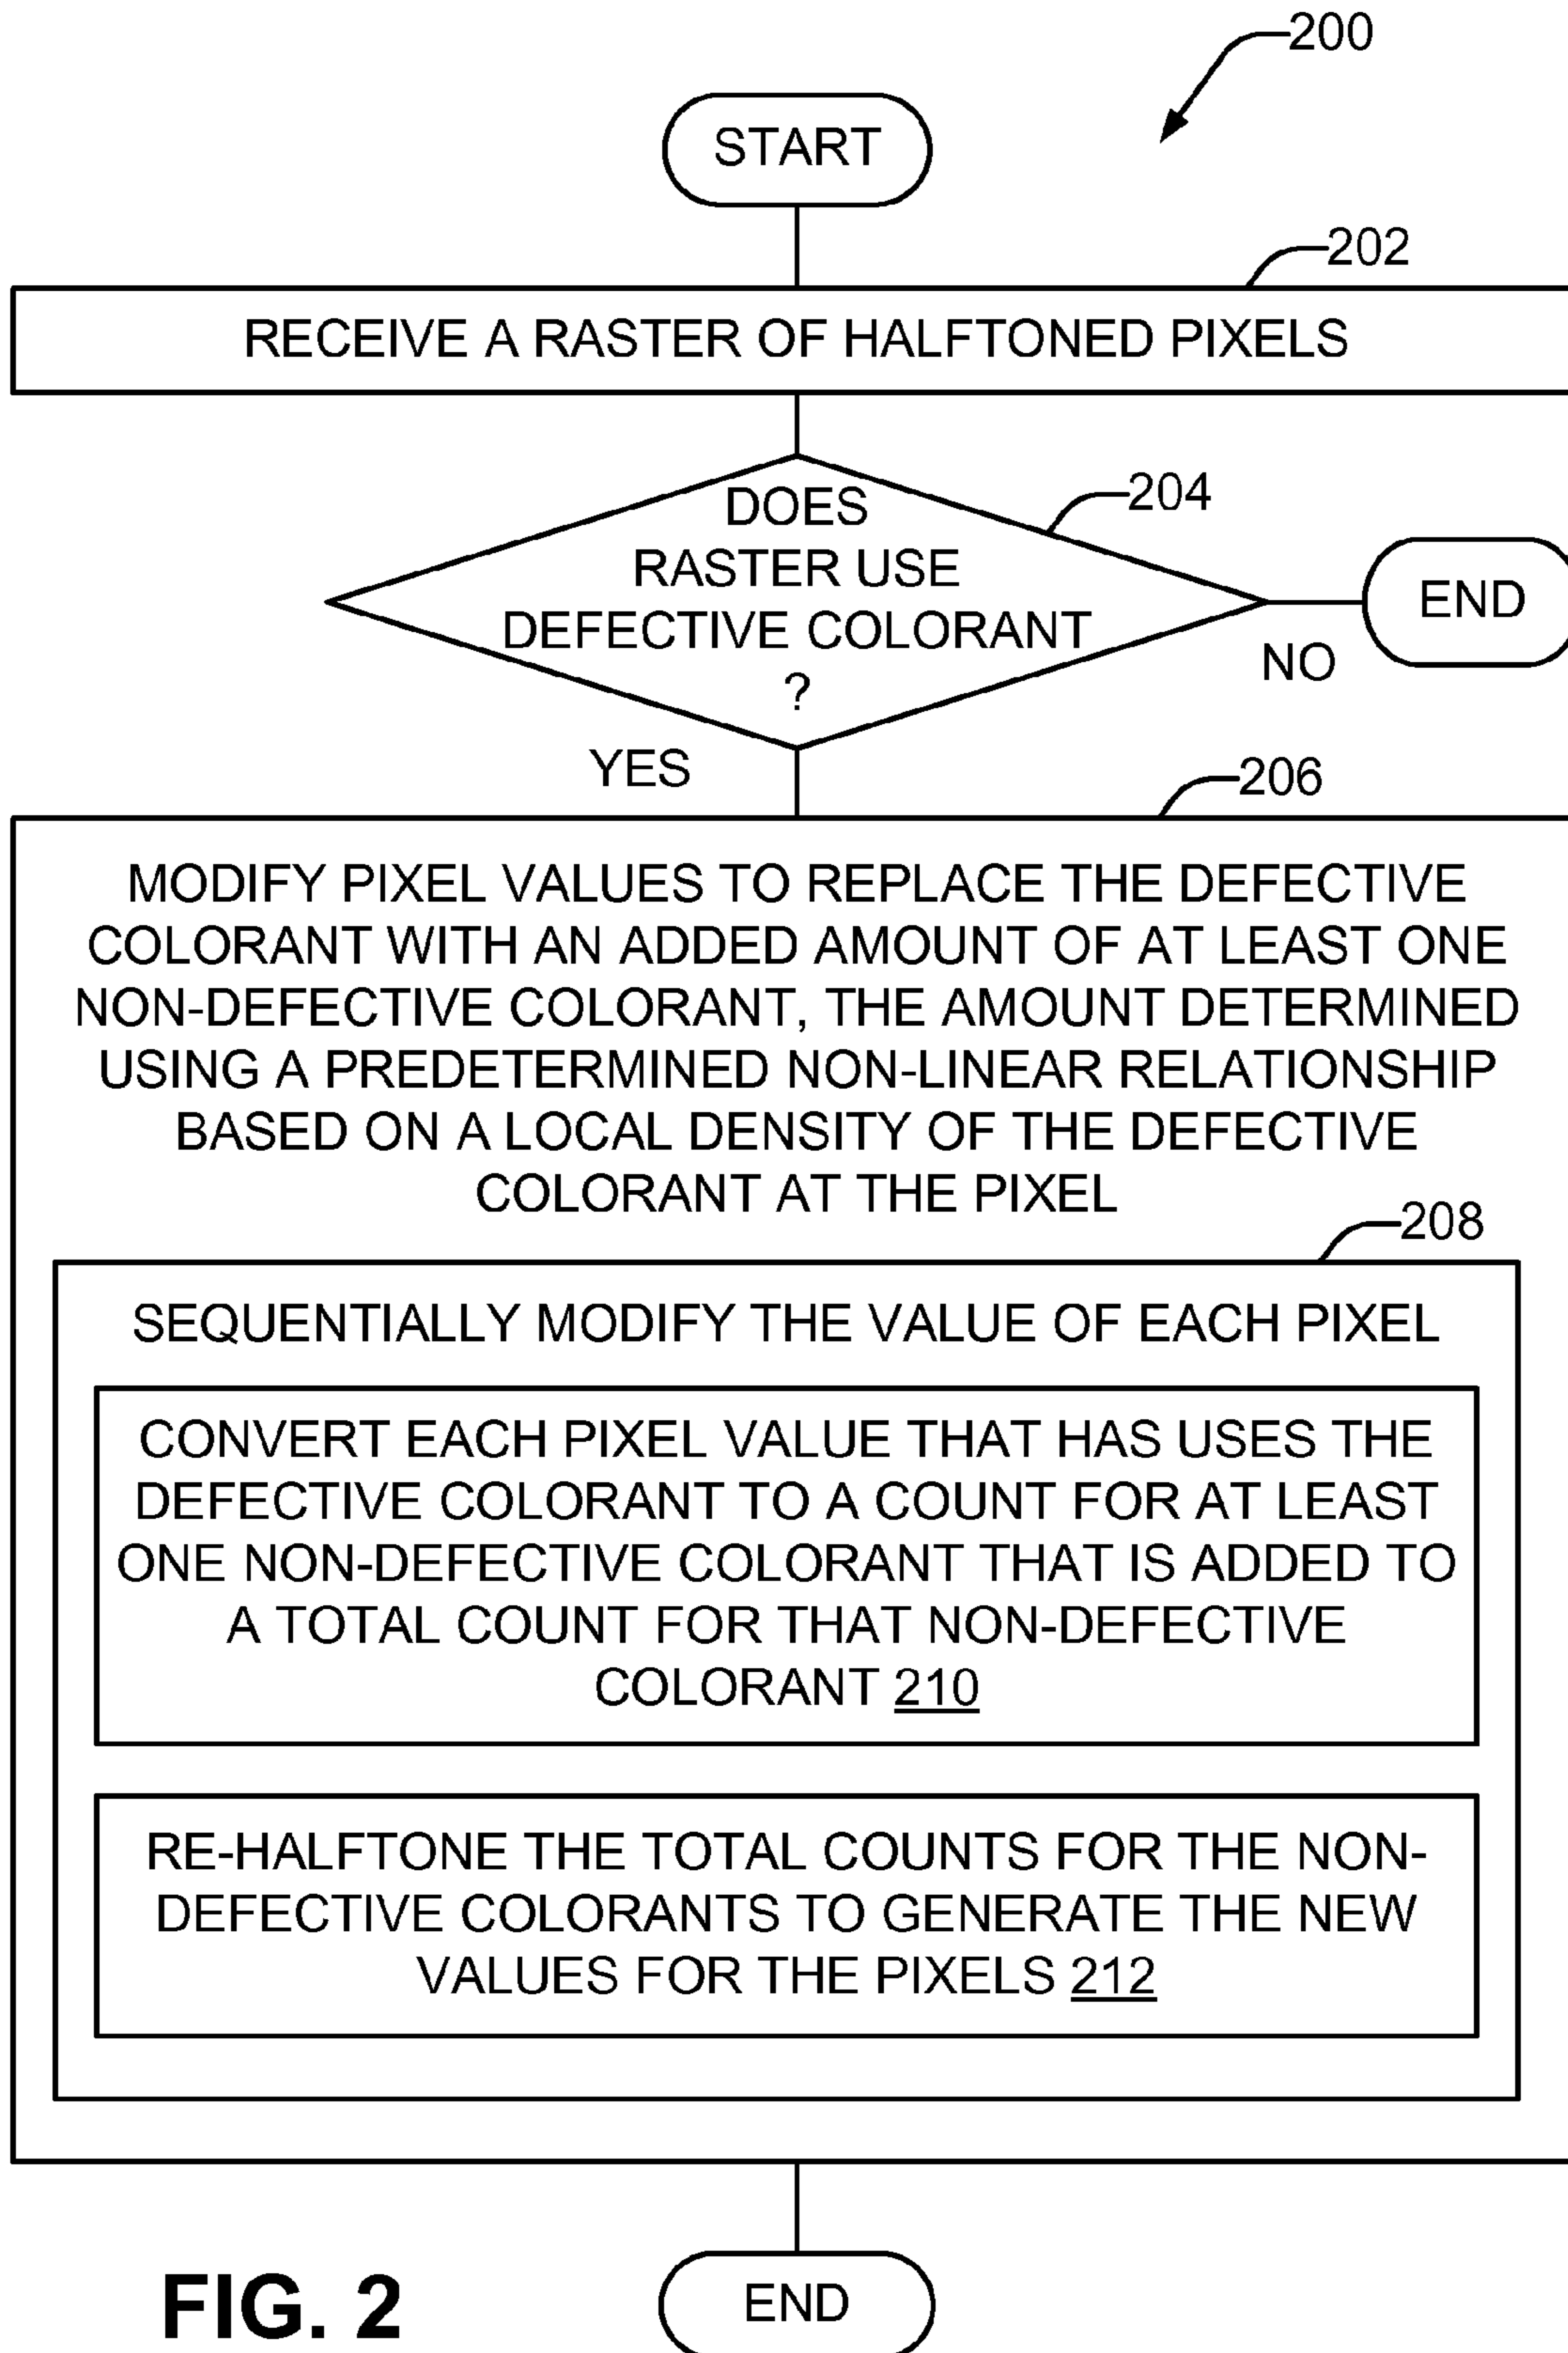 200
START
202
RECEIVE A RASTER OF HALFTONED PIXELS
204
DOES
RASTER USE
DEFECTIVE COLORANT
?
END
NO
YES
206
MODIFY PIXEL VALUES TO REPLACE THE DEFECTIVE
COLORANT WITH AN ADDED AMOUNT OF AT LEAST ONE
NON-DEFECTIVE COLORANT, THE AMOUNT DETERMINED
USING A PREDETERMINED NON-LINEAR RELATIONSHIP
BASED ON A LOCAL DENSITY OF THE DEFECTIVE
COLORANT AT THE PIXEL
208
SEQUENTIALLY MODIFY THE VALUE OF EACH PIXEL
CONVERT EACH PIXEL VALUE THAT HAS USES THE
DEFECTIVE COLORANT TO A COUNT FOR AT LEAST
ONE NON-DEFECTIVE COLORANT THAT IS ADDED TO
A TOTAL COUNT FOR THAT NON-DEFECTIVE
COLORANT 210
RE-HALFTONE THE TOTAL COUNTS FOR THE NON-
DEFECTIVE COLORANTS TO GENERATE THE NEW
VALUES FOR THE PIXELS 212
END
FIG. 2